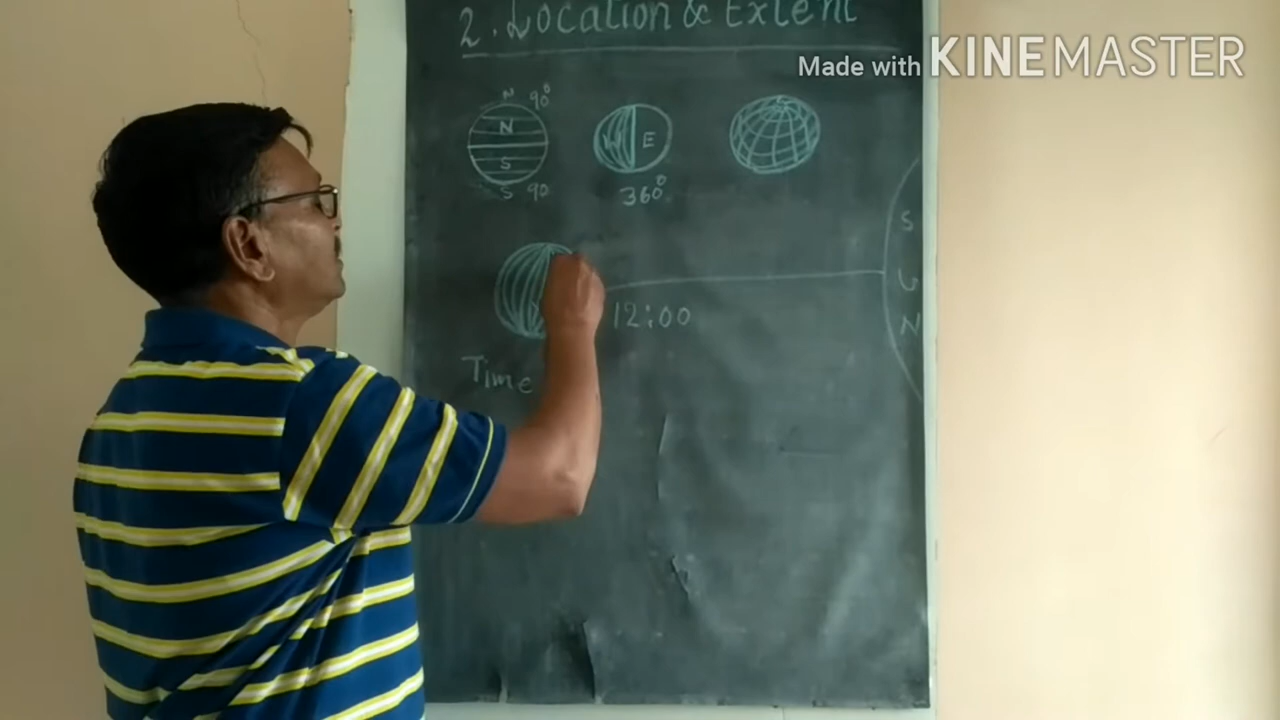 2. Location & Extent
Made with KINEMASTER
N 90°
N
S
S 90
W E
360°
12:00
Time
S
U
N